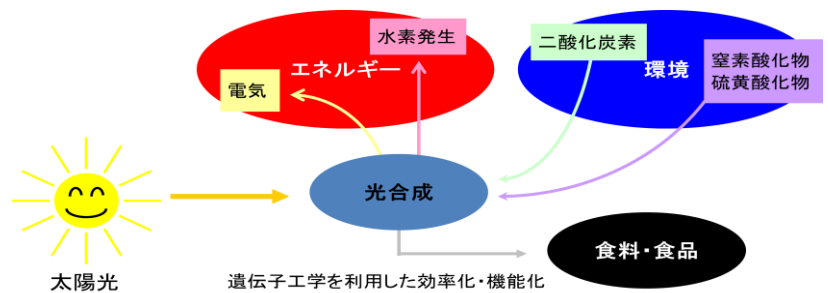 水素発生
エネルギー
電気
二酸化炭素
環境
窒素酸化物
硫黄酸化物
光合成
太陽光
食料・食品
遺伝子工学を利用した効率化・機能化